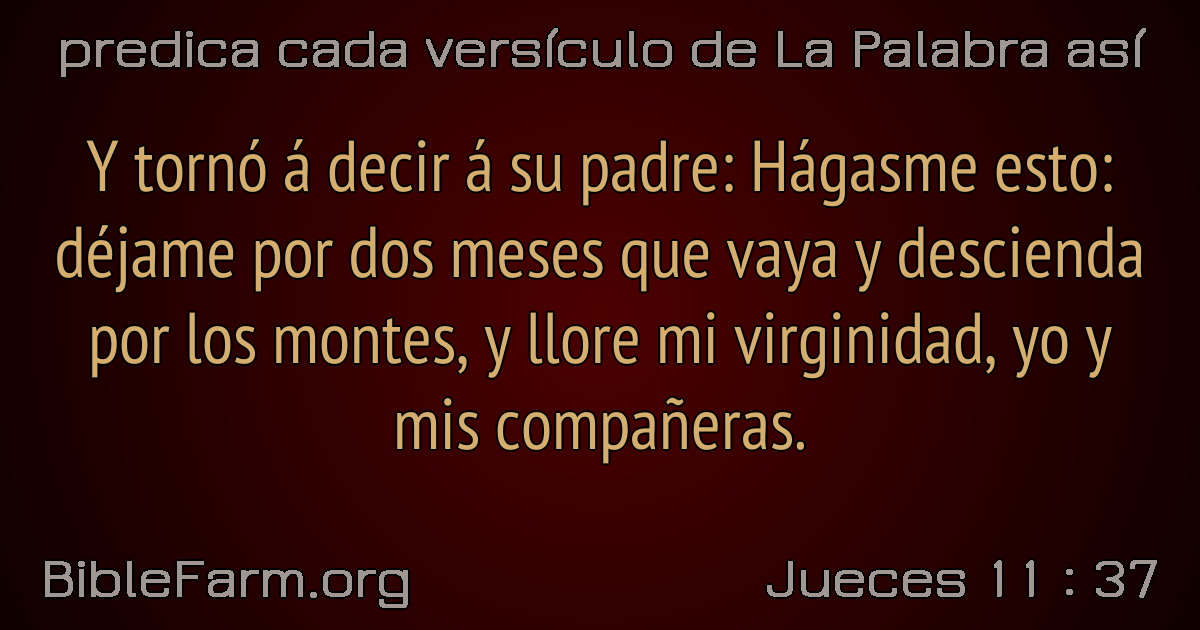 predica cada versículo de La Palabra así
Y tornó á decir á su padre: Hágasme esto:
déjame por dos meses que vaya y descienda
por los montes, y llore mi virginidad, yo y
mis compañeras.
BibleFarm.org
Jueces 11 : 37